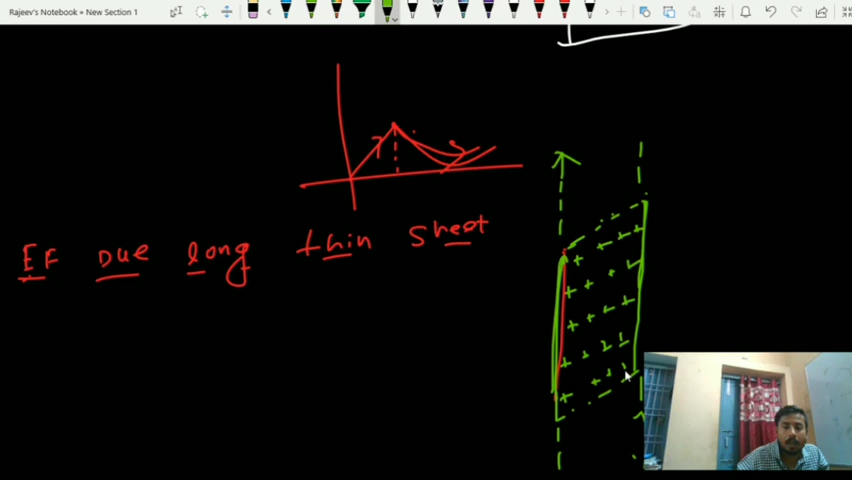 Rajeev's Notebook » New Section 1
EF Due long thin sheet
+ + + +
+ + + +
+ + + +
+ + + +
+ + + +
+ + + +